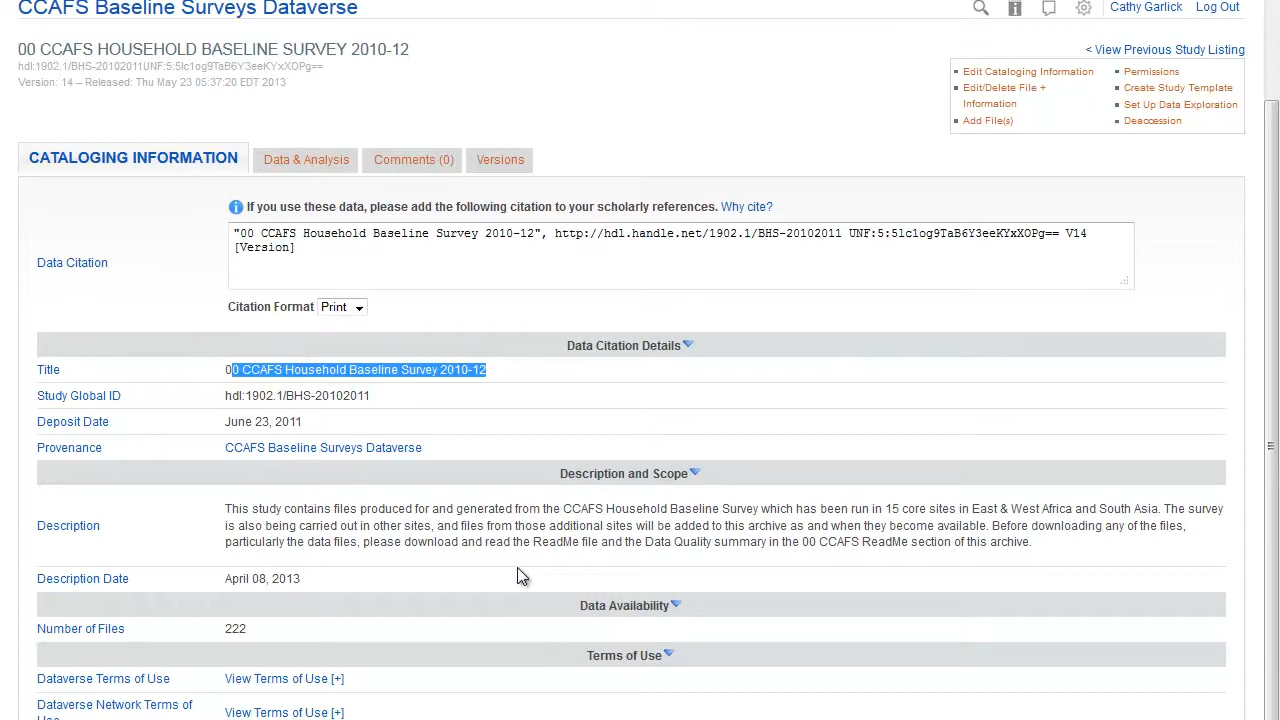 CCAFS Baseline Surveys Dataverse
Cathy Garlick Log Out
00 CCAFS HOUSEHOLD BASELINE SURVEY 2010-12
hdl:1902.1/BHS-20102011UNF:5:5lc1og9TaB6Y3eeKYxXOPg==
Version: 14 – Released: Thu May 23 05:37:20 EDT 2013
< View Previous Study Listing
Edit Cataloging Information
Edit/Delete File +
Information
Add File(s)
Permissions
Create Study Template
Set Up Data Exploration
Deaccession
CATALOGING INFORMATION
Data & Analysis
Comments (0)
Versions
If you use these data, please add the following citation to your scholarly references. Why cite?
Data Citation
"00 CCAFS Household Baseline Survey 2010-12", http://hdl.handle.net/1902.1/BHS-20102011 UNF:5:5lc1og9TaB6Y3eeKYxXOPg== V14
[Version]
Citation Format Print
Data Citation Details
Title 00 CCAFS Household Baseline Survey 2010-12
Study Global ID hdl:1902.1/BHS-20102011
Deposit Date June 23, 2011
Provenance CCAFS Baseline Surveys Dataverse
Description and Scope
Description
This study contains files produced for and generated from the CCAFS Household Baseline Survey which has been run in 15 core sites in East & West Africa and South Asia. The survey
is also being carried out in other sites, and files from those additional sites will be added to this archive as and when they become available. Before downloading any of the files,
particularly the data files, please download and read the ReadMe file and the Data Quality summary in the 00 CCAFS ReadMe section of this archive.
Description Date April 08, 2013
Data Availability
Number of Files 222
Terms of Use
Dataverse Terms of Use View Terms of Use [+]
Dataverse Network Terms of
Use
View Terms of Use [+]